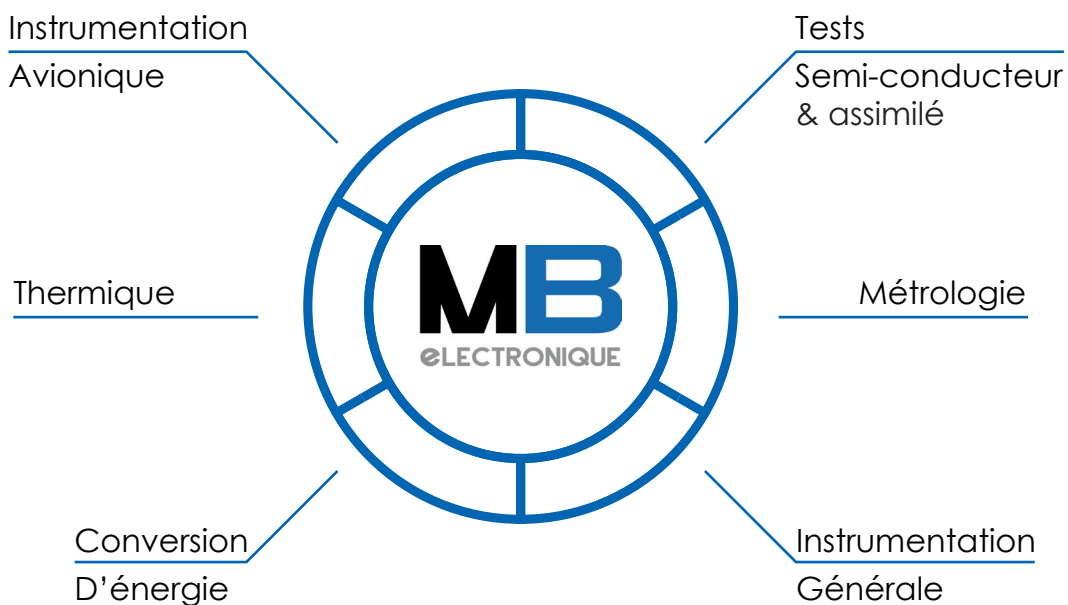 Instrumentation
Avionique
Tests
Semi-conducteur
& assimilé
Thermique
MB
eLECTRONIQUE
Métrologie
Conversion
D’énergie
Instrumentation
Générale